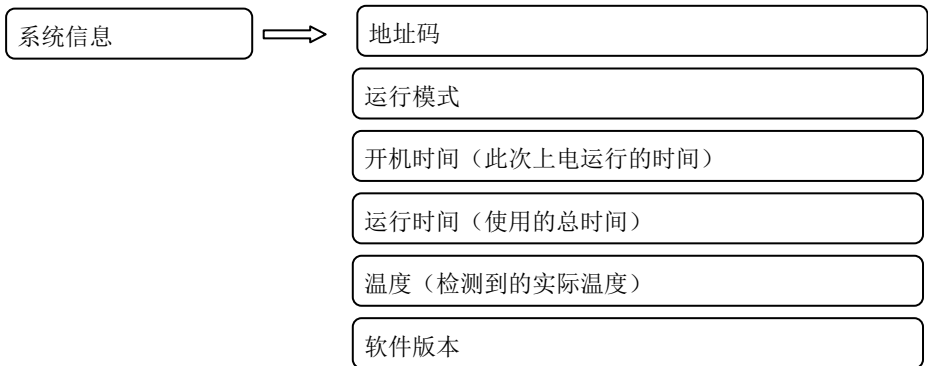 系统信息
地址码
运行模式
开机时间（此次上电运行的时间）
运行时间（使用的总时间）
温度（检测到的实际温度）
软件版本